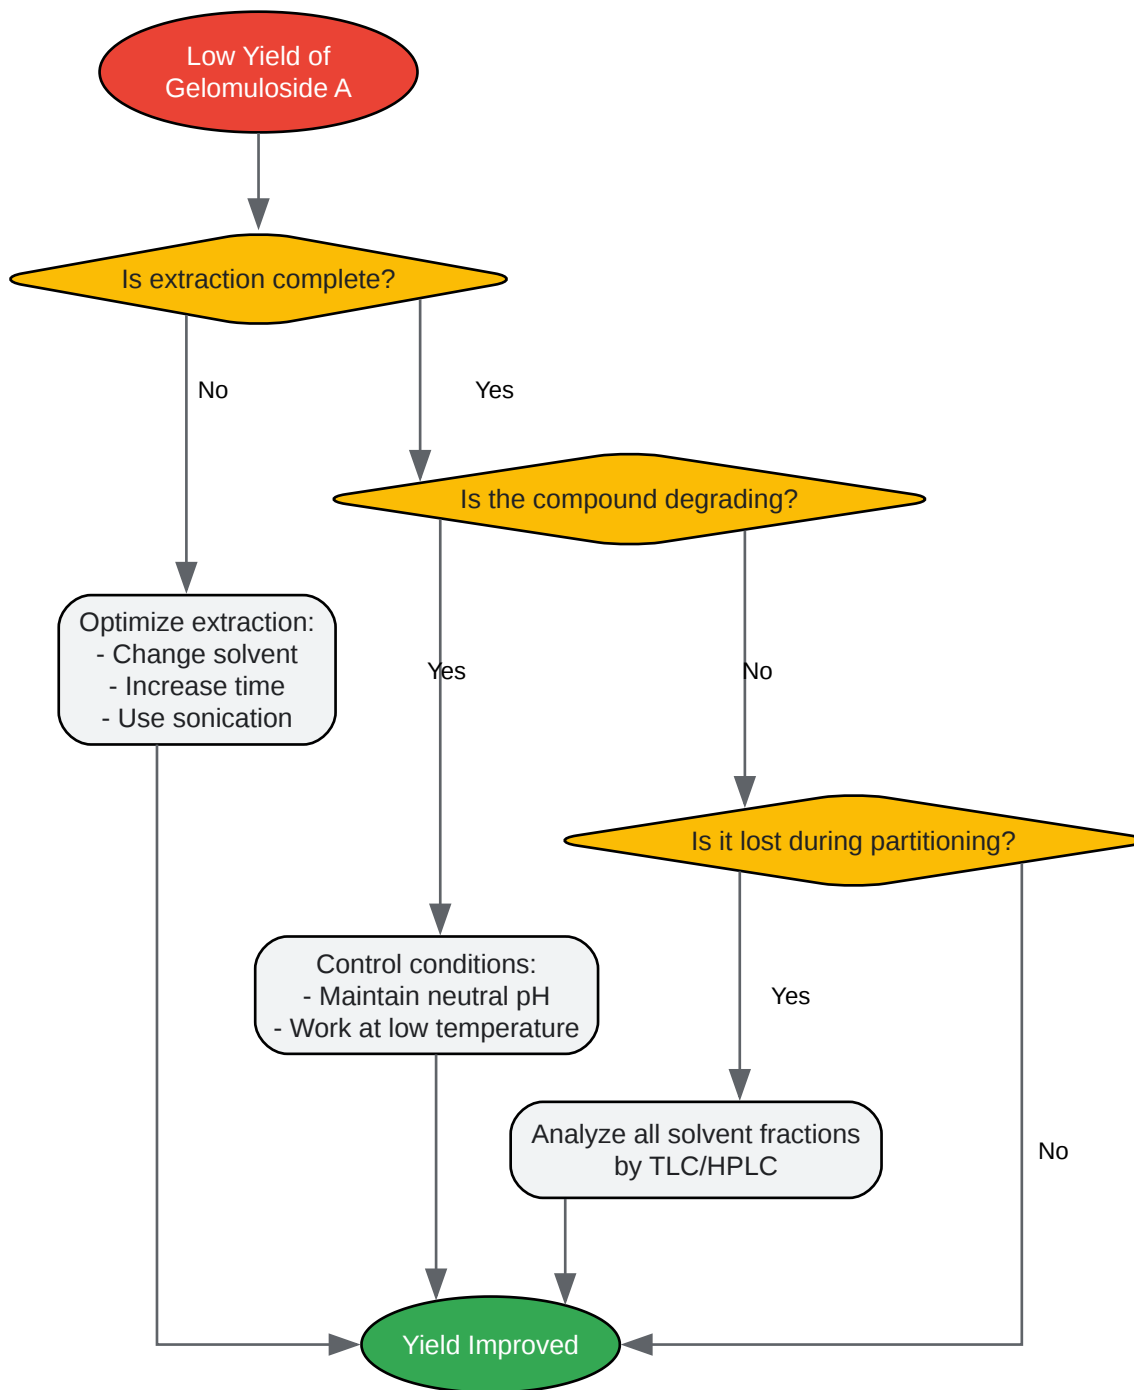 Low Yield of
Gelomuloside A
Is extraction complete?
No
Yes
Is the compound degrading?
Optimize extraction:
- Change solvent
- Increase time
- Use sonication
Yes
No
Is it lost during partitioning?
Control conditions:
- Maintain neutral pH
- Work at low temperature
Yes
Analyze all solvent fractions
by TLC/HPLC
No
Yield Improved